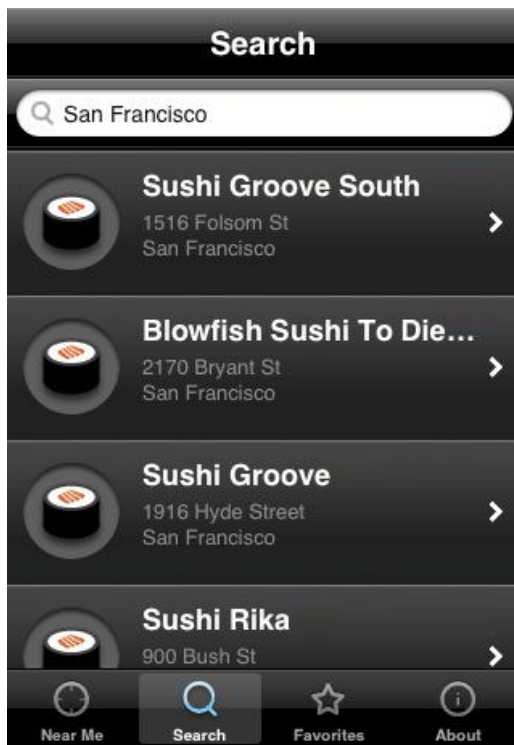 Search
San Francisco
Sushi Groove South
1516 Folsom St
San Francisco
Blowfish Sushi To Die...
2170 Bryant St
San Francisco
Sushi Groove
1916 Hyde Street
San Francisco
Sushi Rika
900 Bush St
Near Me
Search
Favorites
About